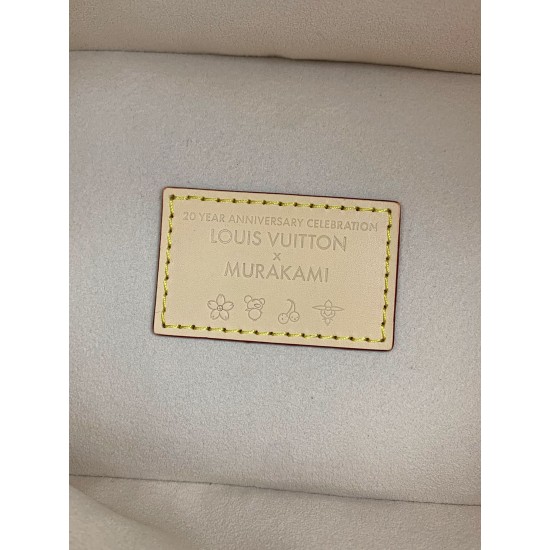 20 YEAR ANNIVERSARY CELEBRATION
LOUIS VUITTON
×
MURAKAMI